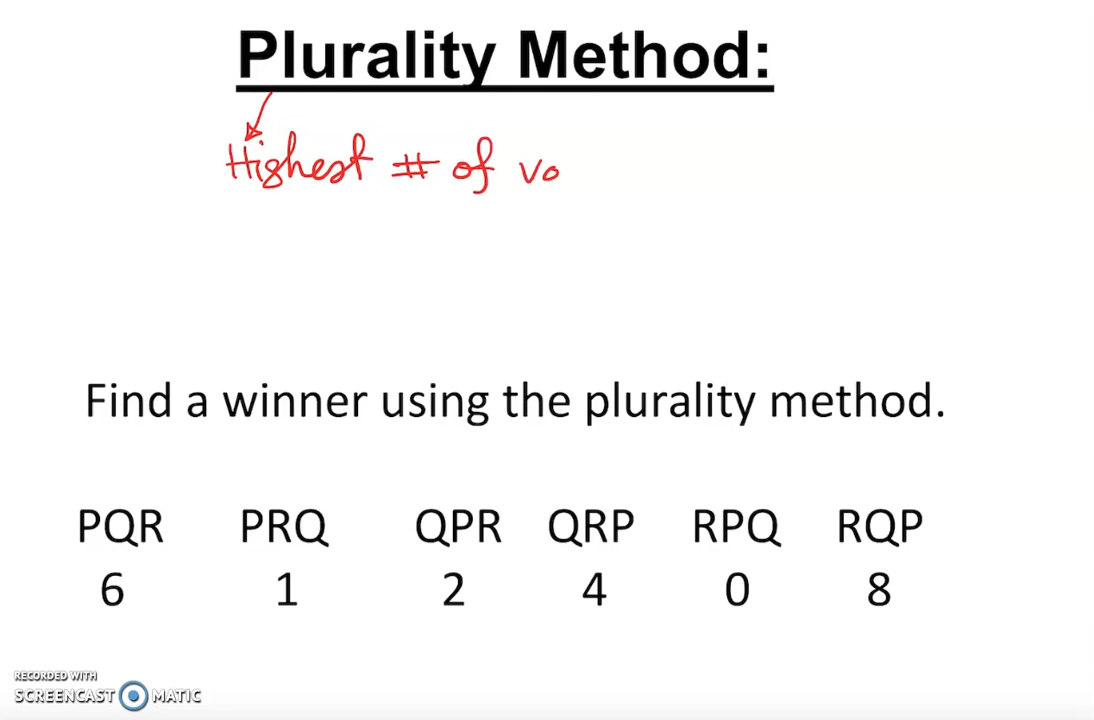 Plurality Method:
Highest # of vo
Find a winner using the plurality method.
PQR PRQ QPR QRP RPQ RQP
6 1 2 4 0 8
RECORDED WITH
SCREENCAST MATIC